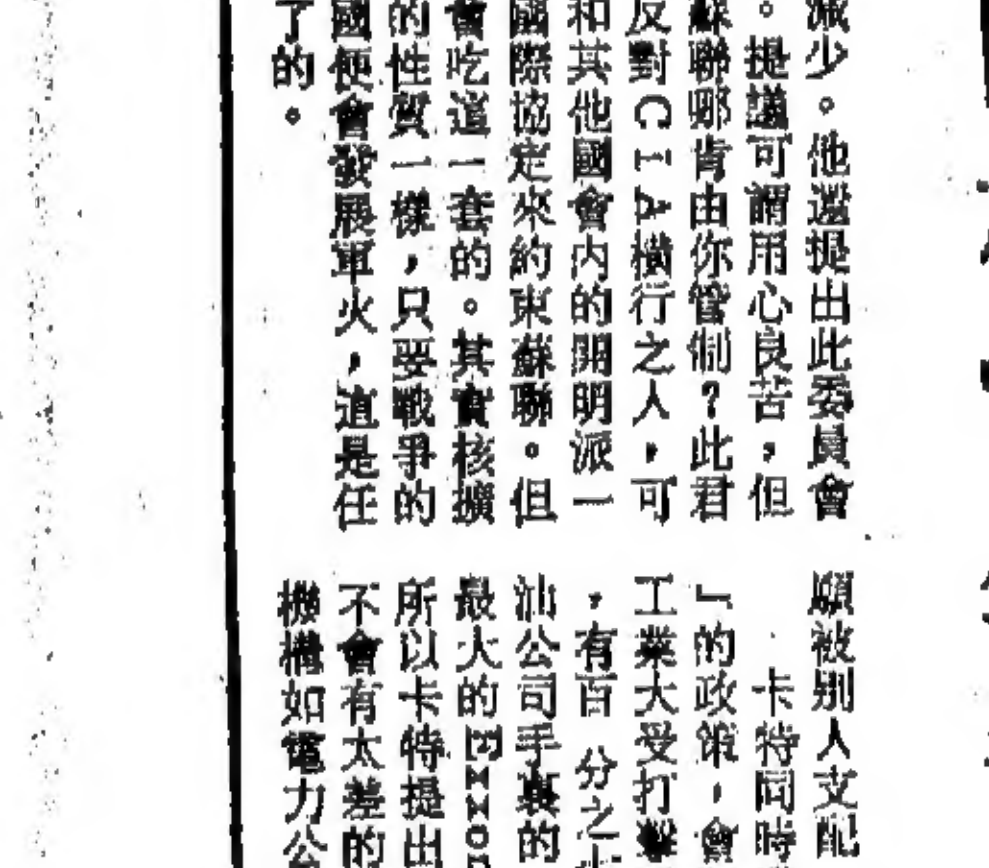 減少。他還提出此委員會
。提議可謂用心良苦,但
蘇聯哪肯由你管制?此君
反對CIA橫行之人,可
和其他國會內的開明派一
國際協定來約束蘇聯。但
會吃這一套的。其實核擴
的性質一樣,只要戰爭的
國便會發展軍火,這是任
了的。
願被別人支配
卡特同時
』的政策,會
工業大受打擊
,有百 分之
油公司手裏的
最大的EXXO
所以卡特提出
不會有太差的
機構如電力公